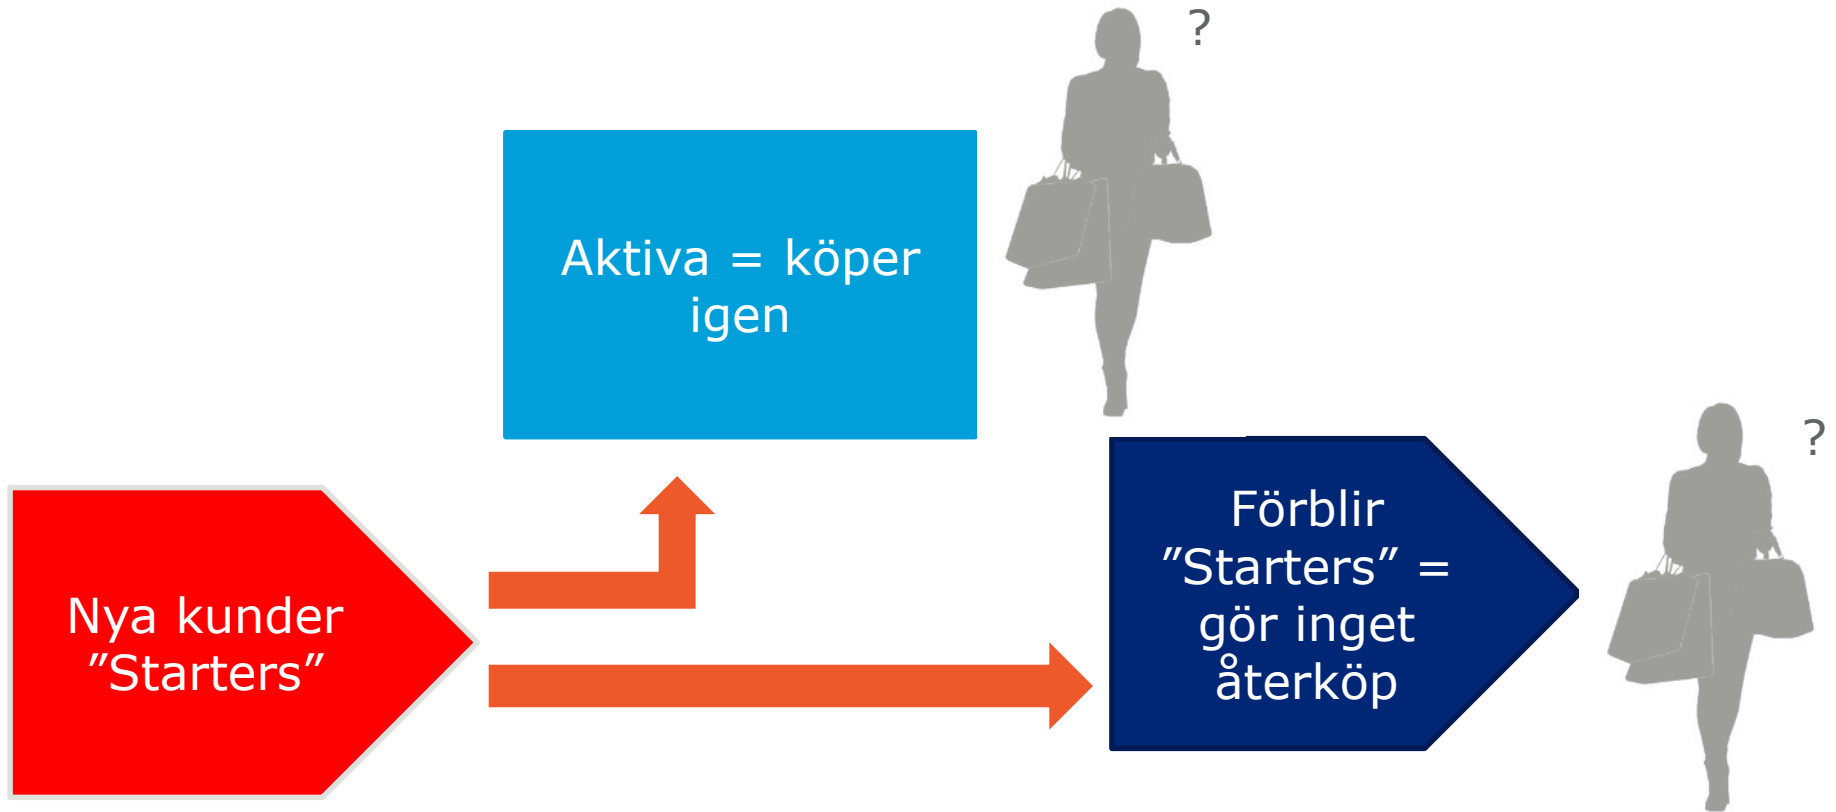 ?
Aktiva = köper
igen
?
Förblir
”Starters” =
gör inget
återköp
Nya kunder
”Starters”